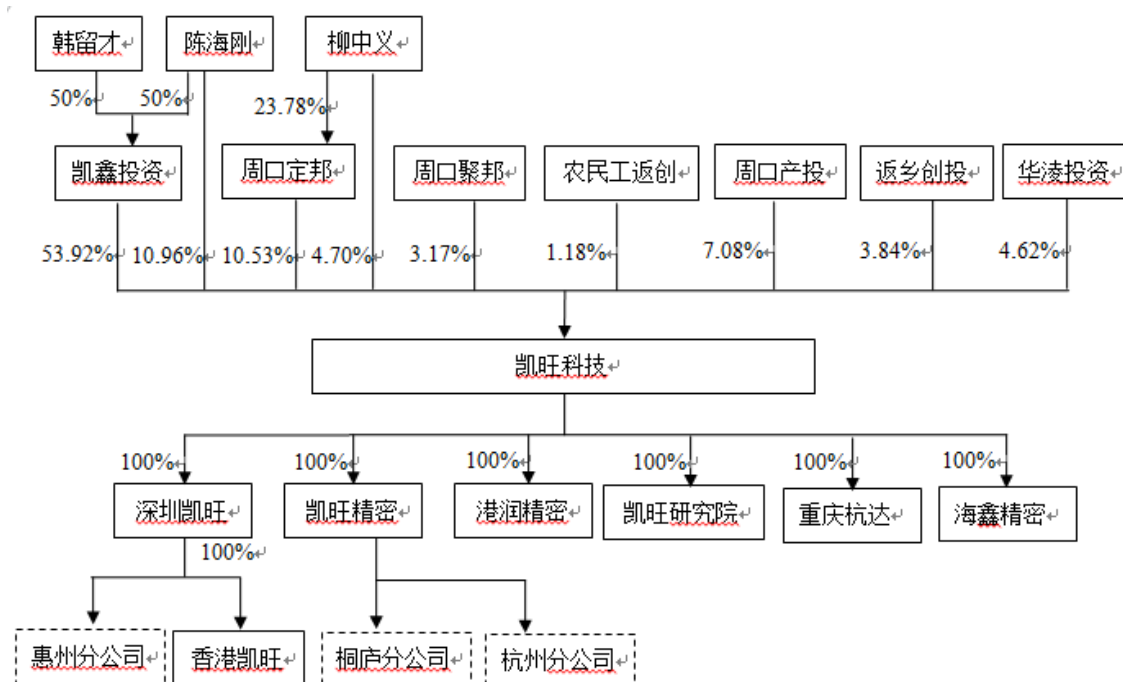 韩留才
陈海刚
柳中义
50%
50%
23.78%
凯鑫投资
周口定邦
周口聚邦
农民工返创
周口产投
返乡创投
华淩投资
53.92%
10.96%
10.53%
4.70%
3.17%
1.18%
7.08%
3.84%
4.62%
凯旺科技
100%
100%
100%
100%
100%
100%
深圳凯旺
凯旺精密
港润精密
凯旺研究院
重庆杭达
海鑫精密
100%
惠州分公司
香港凯旺
桐庐分公司
杭州分公司